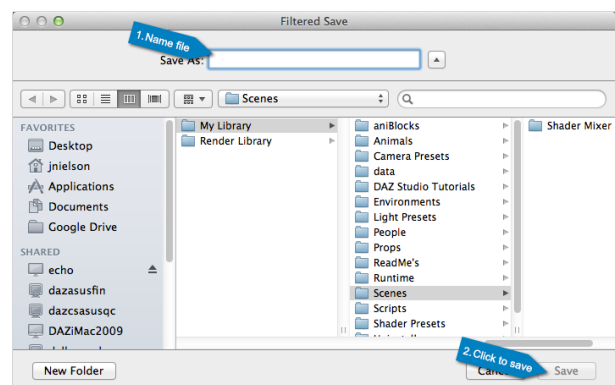 Filtered Save
1. Name file
Save As:
Scenes
FAVORITES
Desktop
jnielson
Applications
Documents
Google Drive
SHARED
echo
dazasusfin
dazcsasusqc
DAZiMac2009
My Library
Render Library
aniBlocks
Animals
Camera Presets
data
DAZ Studio Tutorials
Environments
Light Presets
People
Props
ReadMe's
Runtime
Scenes
Scripts
Shader Presets
Shader Mixer
2. Click to save
New Folder
Save